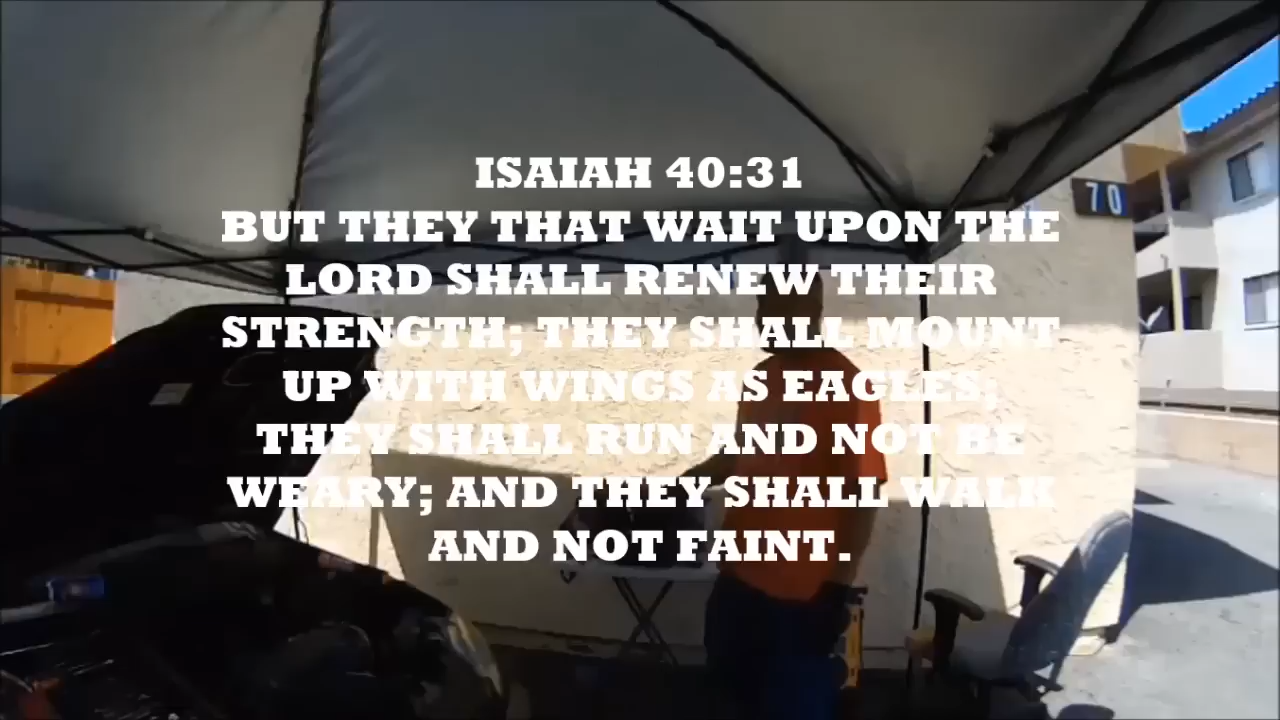 ISAIAH 40:31
BUT THEY THAT WAIT UPON THE
LORD SHALL RENEW THEIR
STRENGTH; THEY SHALL MOUNT
UP WITH WINGS AS EAGLES;
THEY SHALL RUN AND NOT BE
WEARY; AND THEY SHALL WALK
AND NOT FAINT.
70